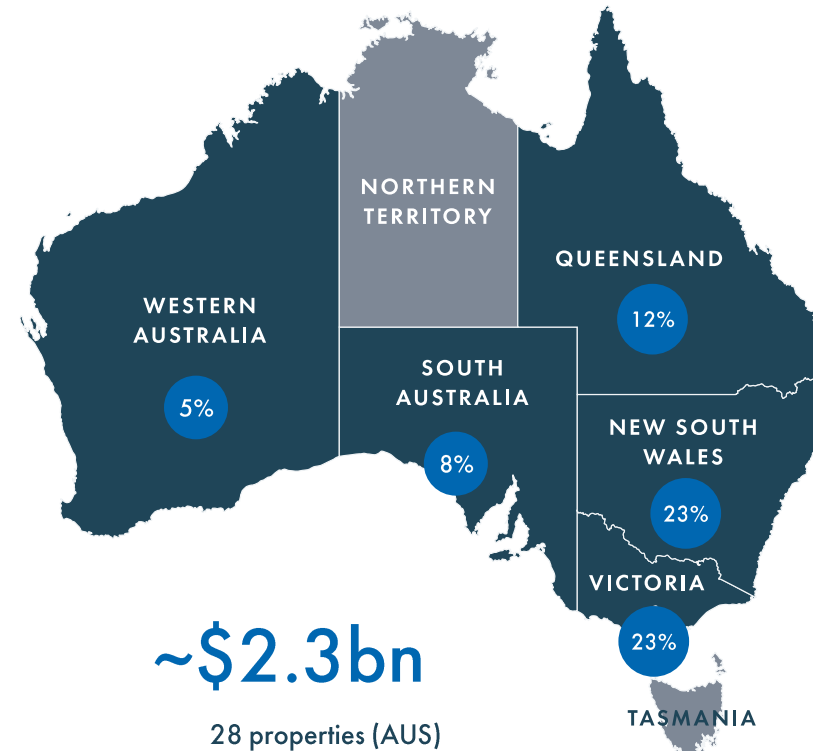 NORTHERN
TERRITORY
QUEENSLAND
12%
WESTERN
AUSTRALIA
5%
SOUTH
AUSTRALIA
8%
NEW SOUTH
WALES
23%
VICTORIA
23%
TASMANIA
~$2.3bn
28 properties (AUS)